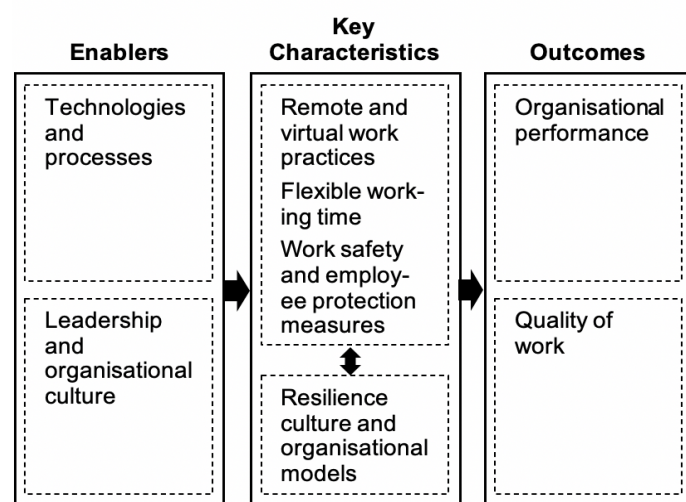 Enablers
Key
Characteristics
Outcomes
Technologies
and
processes
Leadership
and
organisational
culture
Remote and
virtual work
practices
Flexible work-
ing time
Work safety
and employ-
ee protection
measures
Resilience
culture and
organisational
models
Organisational
performance
Quality of
work